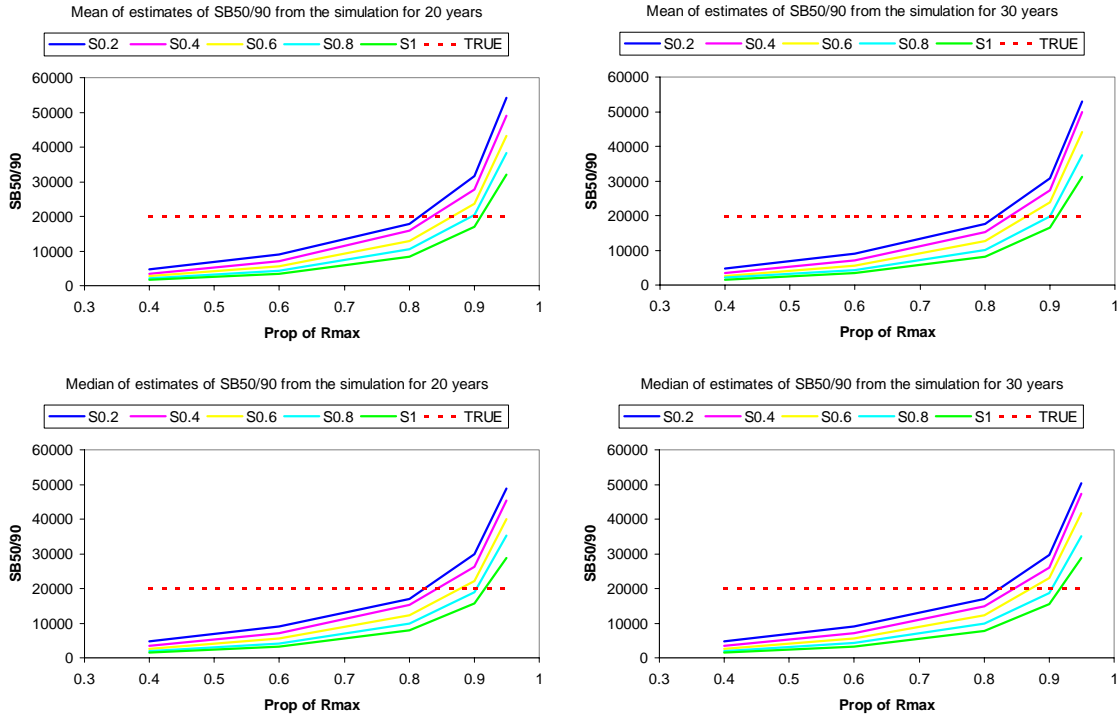 Mean of estimates of SB50/90 from the simulation for 20 years
S0.2 S0.4 S0.6 S0.8 S1 TRUE
60000
50000
40000
30000
20000
10000
0
SB50/90
0.3 0.4 0.5 0.6 0.7 0.8 0.9 1
Prop of Rmax
Mean of estimates of SB50/90 from the simulation for 30 years
S0.2 S0.4 S0.6 S0.8 S1 TRUE
60000
50000
40000
30000
20000
10000
0
SB50/90
0.3 0.4 0.5 0.6 0.7 0.8 0.9 1
Prop of Rmax
Median of estimates of SB50/90 from the simulation for 20 years
S0.2 S0.4 S0.6 S0.8 S1 TRUE
60000
50000
40000
30000
20000
10000
0
SB50/90
0.3 0.4 0.5 0.6 0.7 0.8 0.9 1
Prop of Rmax
Median of estimates of SB50/90 from the simulation for 30 years
S0.2 S0.4 S0.6 S0.8 S1 TRUE
60000
50000
40000
30000
20000
10000
0
SB50/90
0.3 0.4 0.5 0.6 0.7 0.8 0.9 1
Prop of Rmax